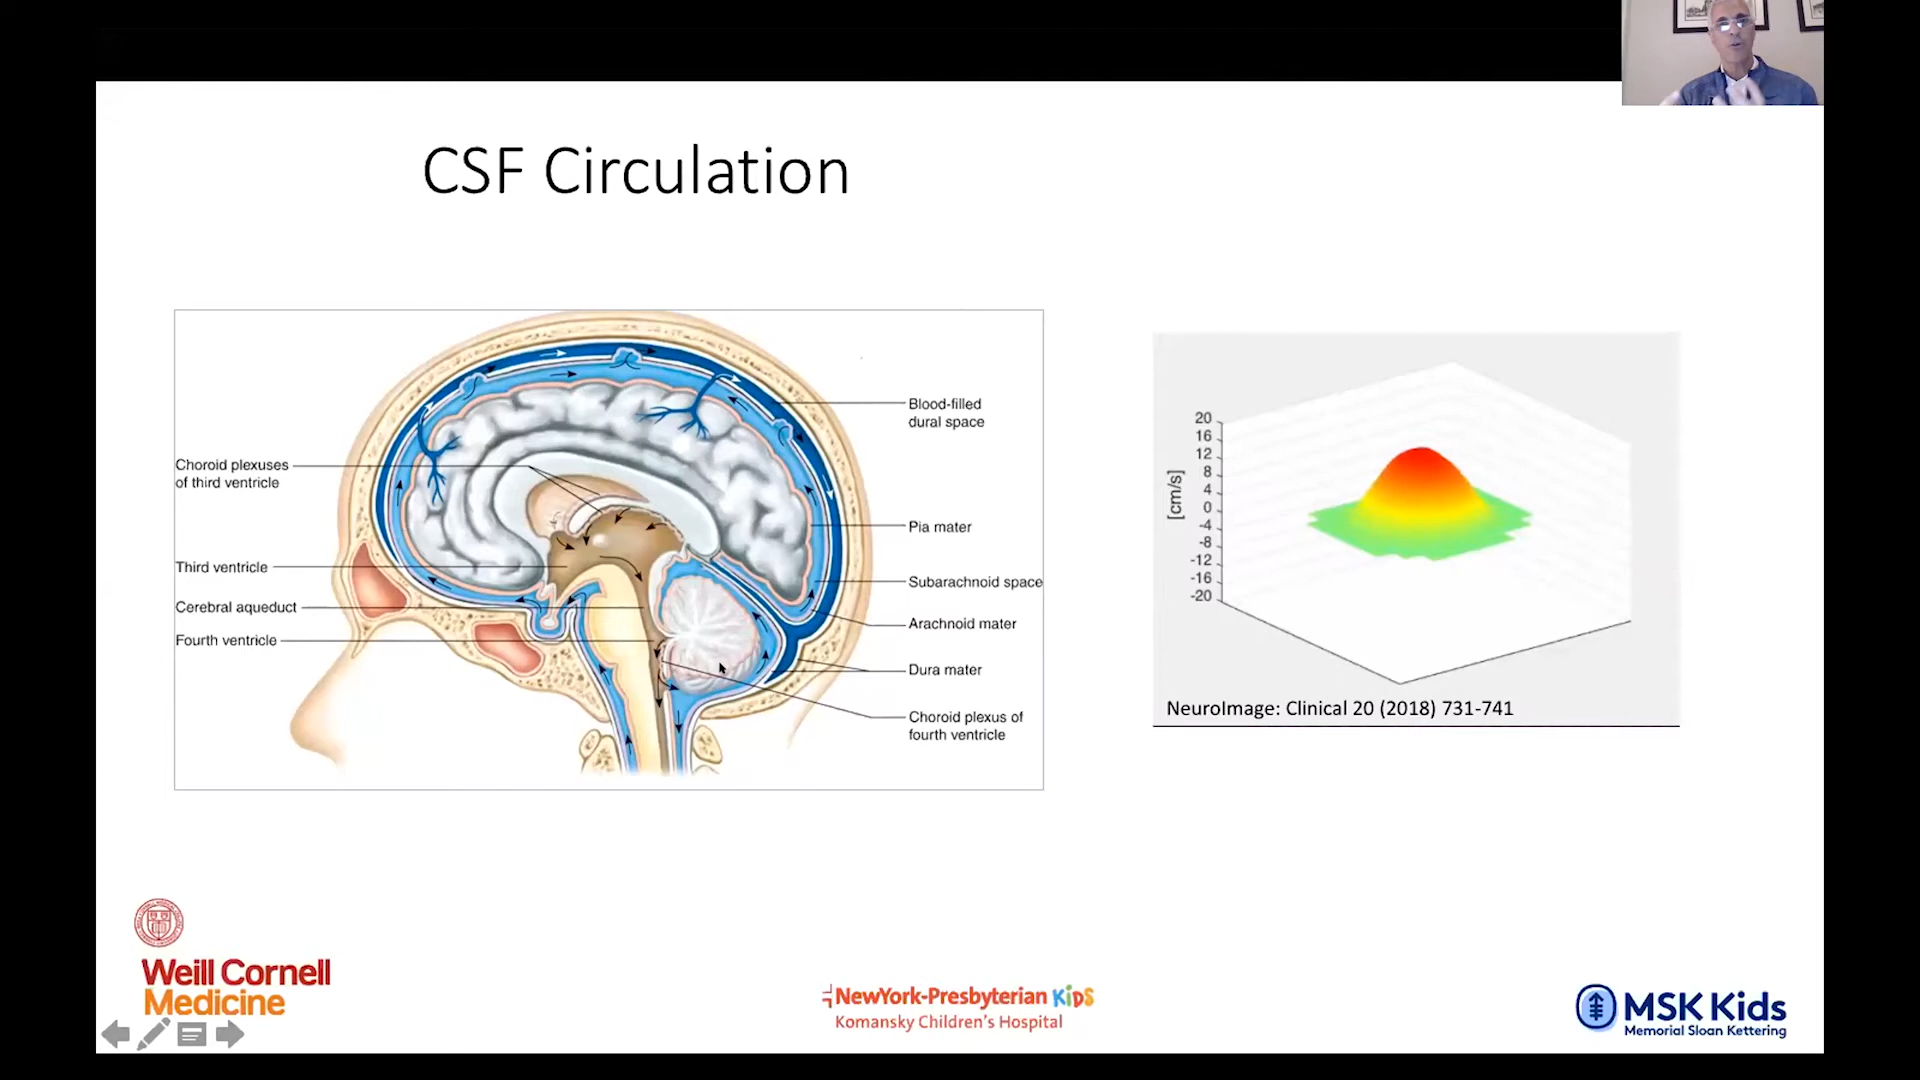 CSF Circulation
Choroid plexuses
of third ventricle
Third ventricle
Cerebral aqueduct
Fourth ventricle
Blood-filled
dural space
Pia mater
Subarachnoid space
Arachnoid mater
Dura mater
Choroid plexus of
fourth ventricle
[cm/s]
20
16
12
8
4
0
-4
-8
-12
-16
-20
NeuroImage: Clinical 20 (2018) 731-741
Weill Cornell
Medicine
NewYork-Presbyterian KiDS
Komansky Children's Hospital
MSK Kids
Memorial Sloan Kettering